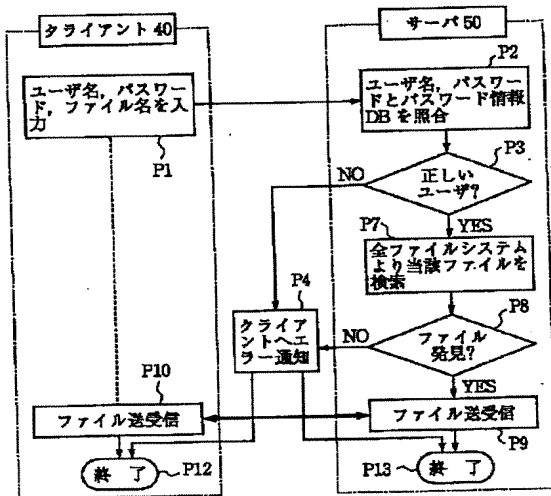 クライアント40
サーバ50
P2
ユーザ名,パスワー
ド,ファイル名を入
力
P1
ユーザ名,パスワー
ドとパスワード情報
DBを照合
P3
正しい
ユーザ?
NO
YES
P7
全ファイルシステム
より当該ファイルを
検索
P4
クライア
ントへエ
ラー通知
P8
ファイル
発見?
NO
YES
P10
ファイル送受信
ファイル送受信
P9
終 了
P12
P13
終 了